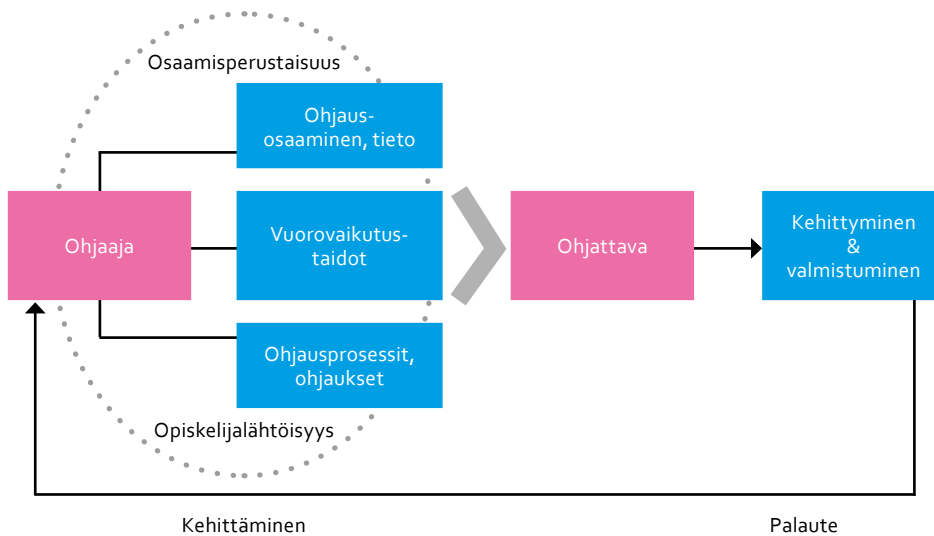 Osaamisperustaisuus
Ohjaus-
osaaminen, tieto
Ohjaaja
Vuorovaikutus-
taidot
Ohjattava
Kehittyminen
&
valmistuminen
Ohjausprosessit,
ohjaukset
Opiskelijalähtöisyys
Kehittäminen
Palaute